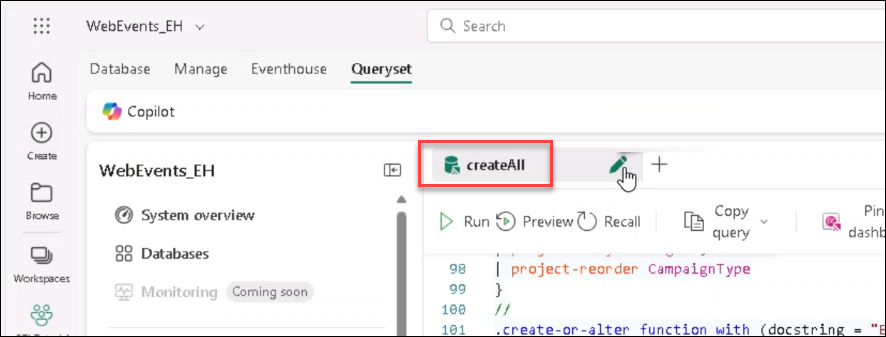 WebEvents_EH
Search
Home
Create
Browse
Workspaces
Database Manage Eventhouse Queryset
Copilot
WebEvents_EH
System overview
Databases
Monitoring Coming soon
createAll
Run Preview Recall Copy query Pin
dashb
98 | project-reorder CampaignType
99 }
100 //
101 .create-or-alter function with (docstring = "